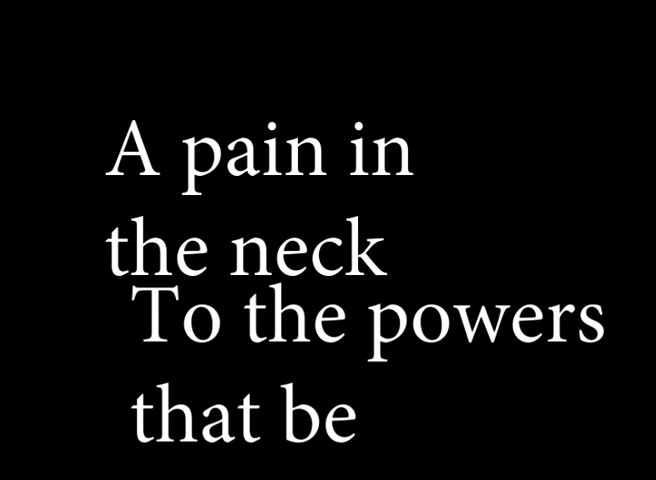 A pain in
the neck
To the powers
that be